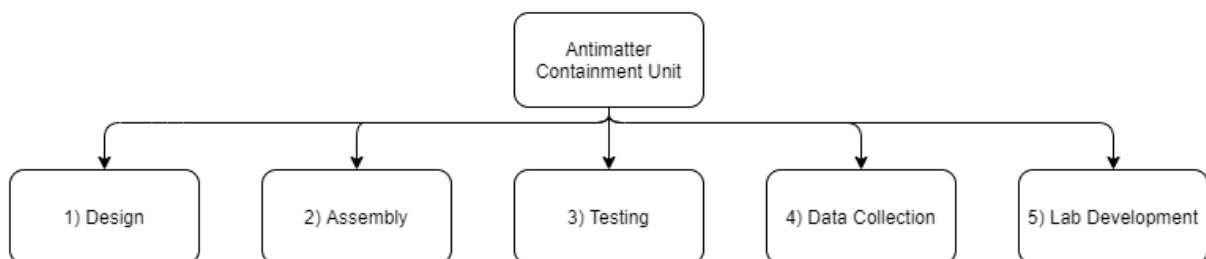 Antimatter
Containment Unit
1) Design
2) Assembly
3) Testing
4) Data Collection
5) Lab Development